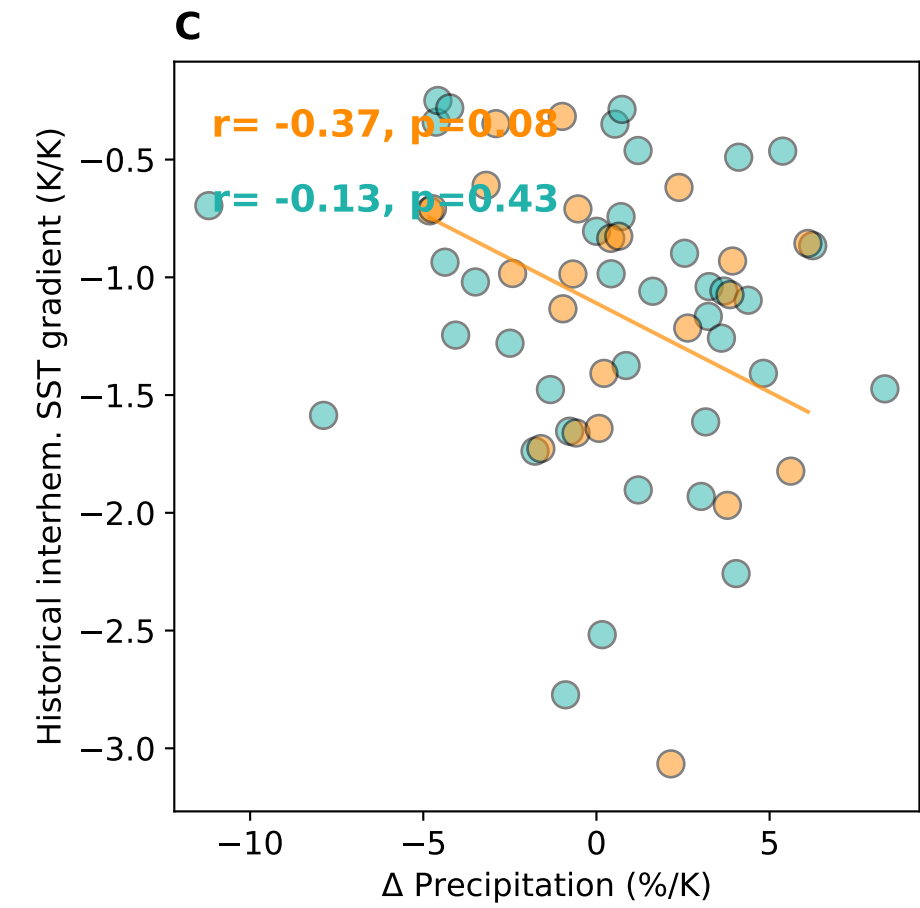 C
r= -0.37, p=0.08
r= -0.13, p=0.43
Historical interhem. SST gradient (K/K)
−0.5
−1.0
−1.5
−2.0
−2.5
−3.0
−10
−5
0
5
Δ Precipitation (%/K)